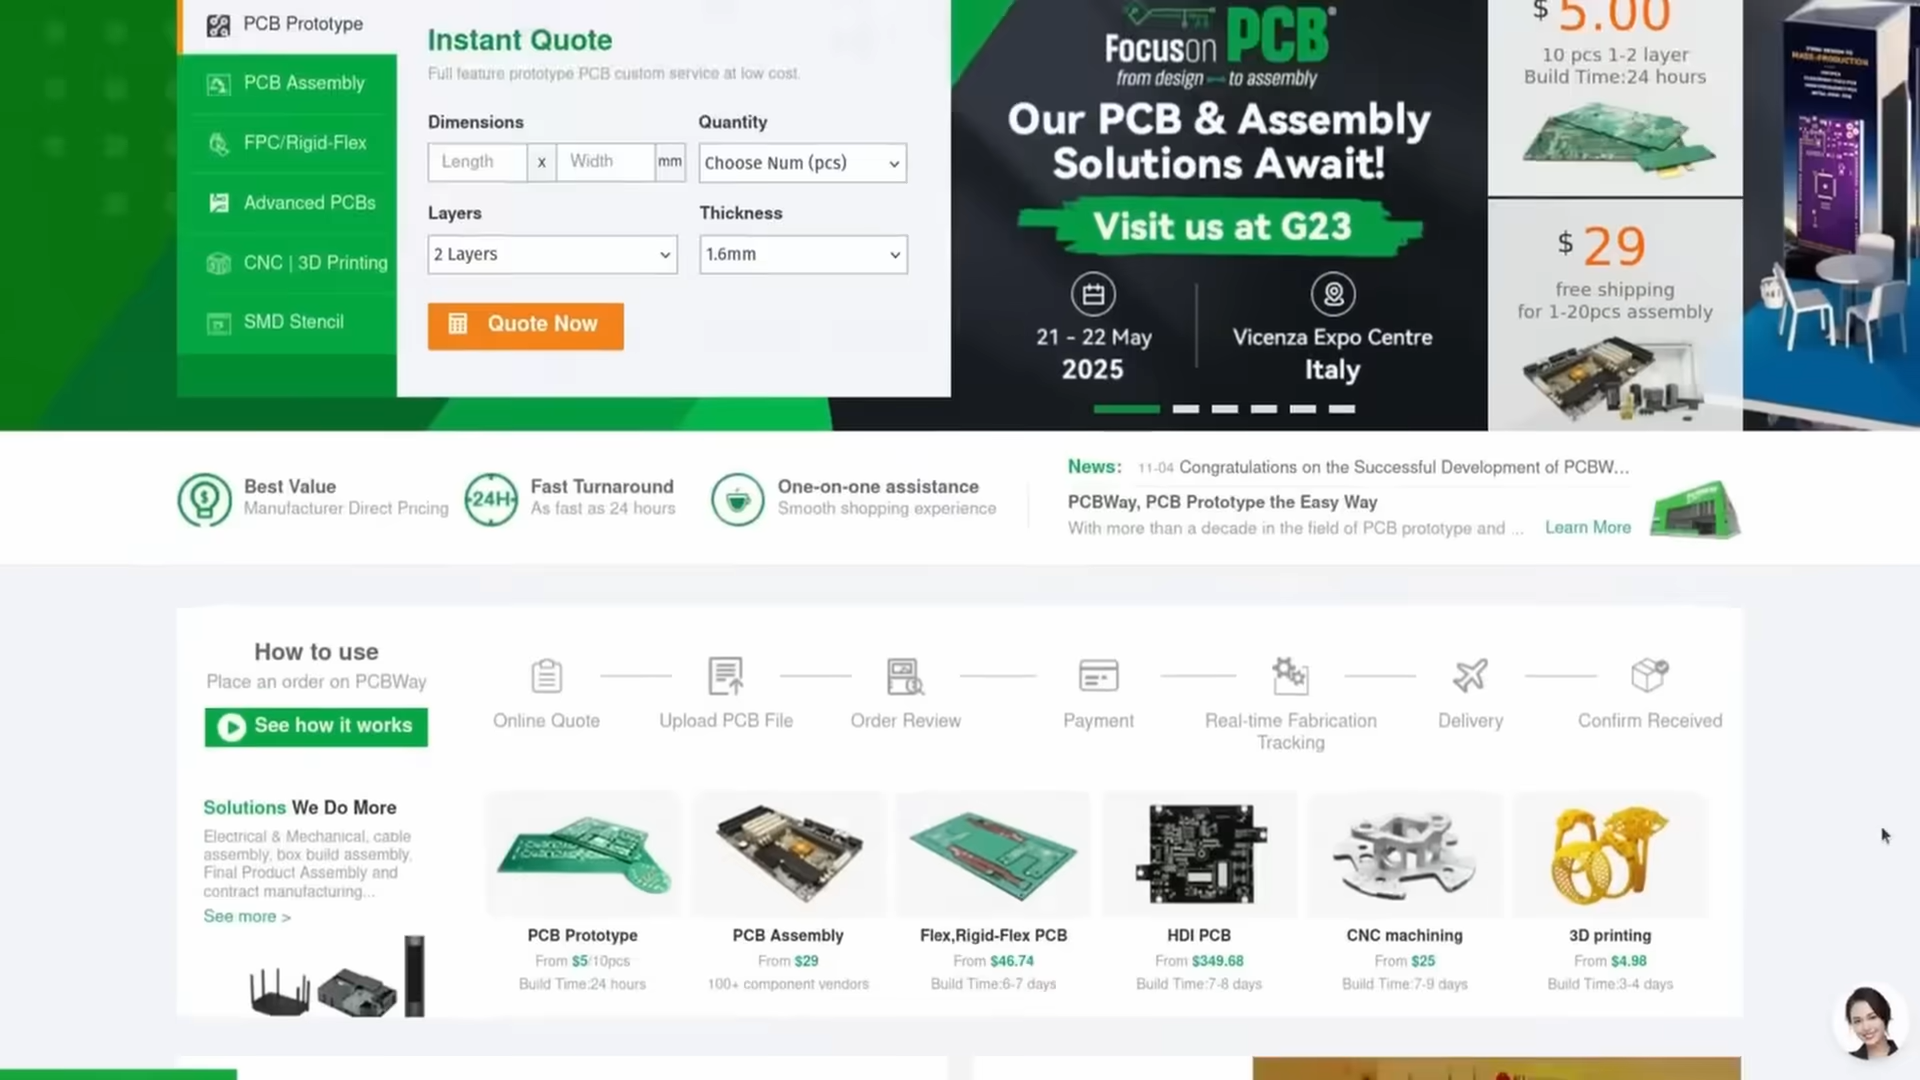 PCB Prototype
PCB Assembly
FPC/Rigid-Flex
Advanced PCBs
CNC | 3D Printing
SMD Stencil
Instant Quote
Full feature prototype PCB custom service at low cost.
Dimensions
Quantity
Length x Width mm
Choose Num (pcs)
Layers
Thickness
2 Layers
1.6mm
Quote Now
Focuson PCB®
from design to assembly
Our PCB & Assembly
Solutions Await!
Visit us at G23
21 - 22 May
2025
Vicenza Expo Centre
Italy
$ 5.00
10 pcs 1-2 layer
Build Time:24 hours
$ 29
free shipping
for 1-20pcs assembly
MASS-PRODUCTION
Best Value
Manufacturer Direct Pricing
24H
Fast Turnaround
As fast as 24 hours
One-on-one assistance
Smooth shopping experience
News: 11-04 Congratulations on the Successful Development of PCBW...
PCBWay, PCB Prototype the Easy Way
With more than a decade in the field of PCB prototype and ... Learn More
How to use
Place an order on PCBWay
See how it works
Online Quote
Upload PCB File
Order Review
Payment
Real-time Fabrication
Tracking
Delivery
Confirm Received
Solutions We Do More
Electrical & Mechanical, cable
assembly, box build assembly,
Final Product Assembly and
contract manufacturing...
See more >
PCB Prototype
From $5/10pcs
Build Time:24 hours
PCB Assembly
From $29
100+ component vendors
Flex,Rigid-Flex PCB
From $46.74
Build Time:6-7 days
HDI PCB
From $349.68
Build Time:7-8 days
CNC machining
From $25
Build Time:7-9 days
3D printing
From $4.98
Build Time:3-4 days